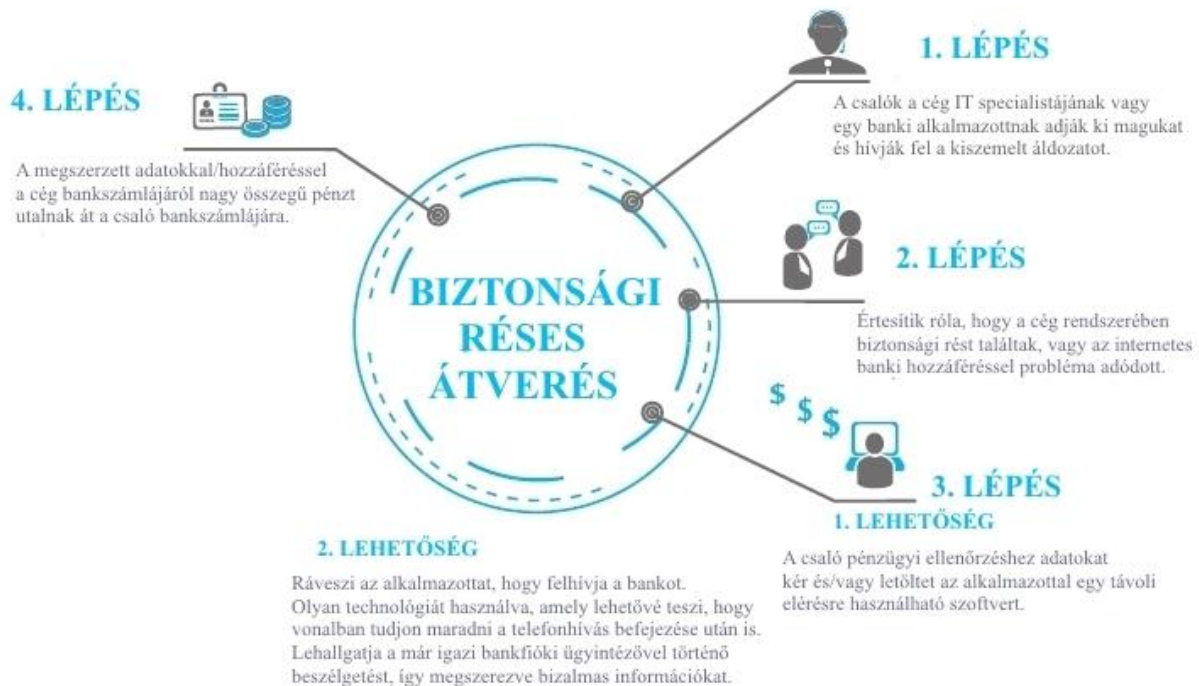 BIZTONSÁGI
RÉSES
ÁTVERÉS
1. LÉPÉS
A csalók a cég IT specialistájának vagy
egy banki alkalmazottnak adják ki magukat
és hívják fel a kiszemelt áldozatot.
2. LÉPÉS
Értesítik róla, hogy a cég rendszerében
biztonsági rést találtak, vagy az internetes
banki hozzáféréssel probléma adódott.
$ $ $
3. LÉPÉS
1. LEHETŐSÉG
A csaló pénzügyi ellenőrzéshez adatokat
kér és/vagy letöltet az alkalmazottal egy távoli
elérésre használható szoftvert.
2. LEHETŐSÉG
Ráveszi az alkalmazottat, hogy felhívja a bankot.
Olyan technológiát használva, amely lehetővé teszi, hogy
vonalban tudjon maradni a telefonhívás befejezése után is.
Lehallgatja a már igazi bankfióki ügyintézővel történő
beszélgetést, így megszerezve bizalmas információkat.
4. LÉPÉS
A megszerzett adatokkal/hozzáféréssel
a cég bankszámlájáról nagy összegű pénzt
utalnak át a csaló bankszámlájára.